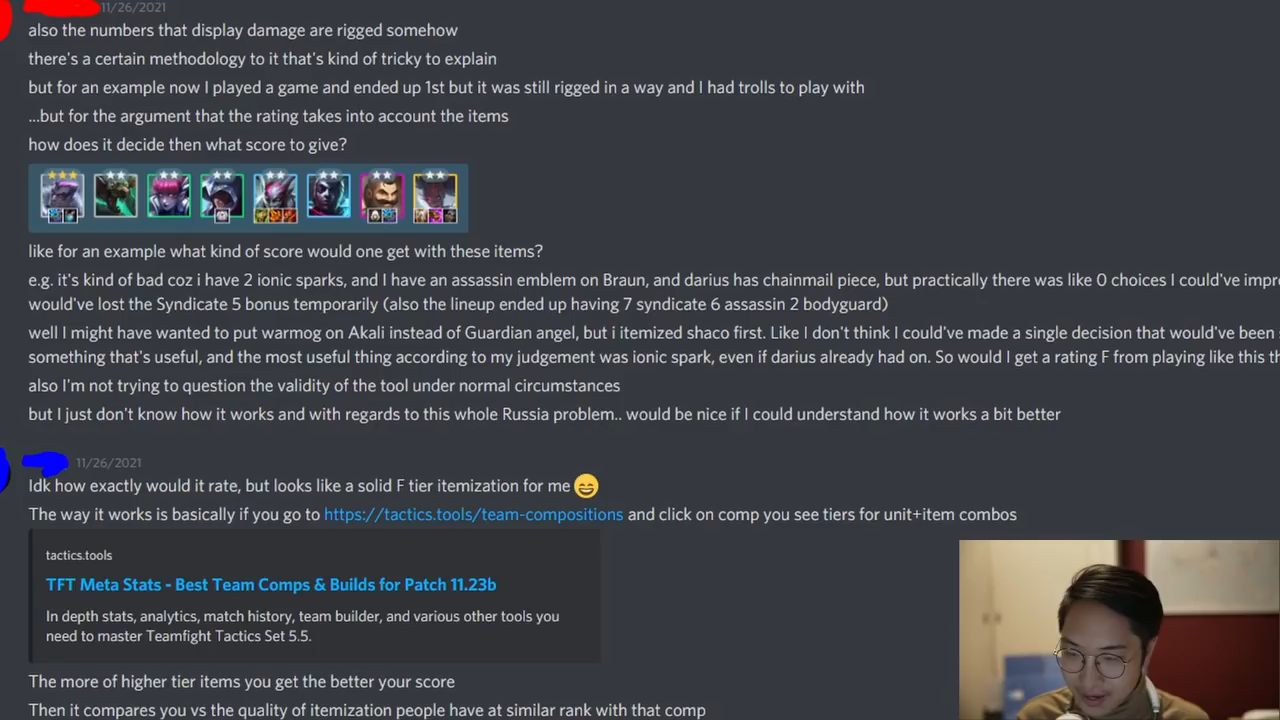 11/26/2021
also the numbers that display damage are rigged somehow
there's a certain methodology to it that's kind of tricky to explain
but for an example now I played a game and ended up 1st but it was still rigged in a way and I had trolls to play with
...but for the argument that the rating takes into account the items
how does it decide then what score to give?
like for an example what kind of score would one get with these items?
e.g. it's kind of bad coz i have 2 ionic sparks, and I have an assassin emblem on Braun, and darius has chainmail piece, but practically there was like 0 choices I could've
would've lost the Syndicate 5 bonus temporarily (also the lineup ended up having 7 syndicate 6 assassin 2 bodyguard)
well I might have wanted to put warmog on Akali instead of Guardian angel, but i itemized shaco first. Like I don't think I could've made a single decision that would've been
something that's useful, and the most useful thing according to my judgement was ionic spark, even if darius already had on. So would I get a rating F from playing like this
also I'm not trying to question the validity of the tool under normal circumstances
but I just don't know how it works and with regards to this whole Russia problem.. would be nice if I could understand how it works a bit better
11/26/2021
Idk how exactly would it rate, but looks like a solid F tier itemization for me 😄
The way it works is basically if you go to https://tactics.tools/team-compositions and click on comp you see tiers for unit+item combos
tactics.tools
TFT Meta Stats - Best Team Comps & Builds for Patch 11.23b
In depth stats, analytics, match history, team builder, and various other tools you
need to master Teamfight Tactics Set 5.5.
The more of higher tier items you get the better your score
Then it compares you vs the quality of itemization people have at similar rank with that comp